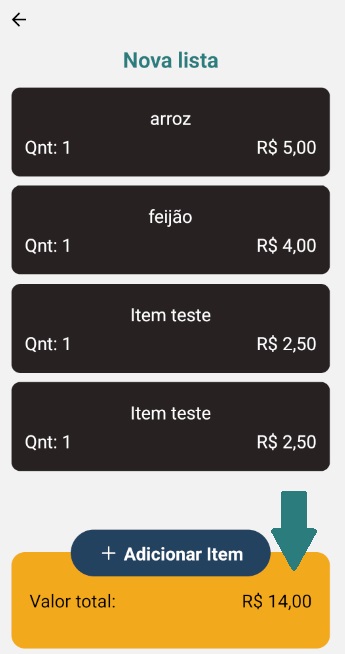 Nova lista
arroz
Qnt: 1 R$ 5,00
feijão
Qnt: 1 R$ 4,00
Item teste
Qnt: 1 R$ 2,50
Item teste
Qnt: 1 R$ 2,50
+ Adicionar Item
Valor total: R$ 14,00